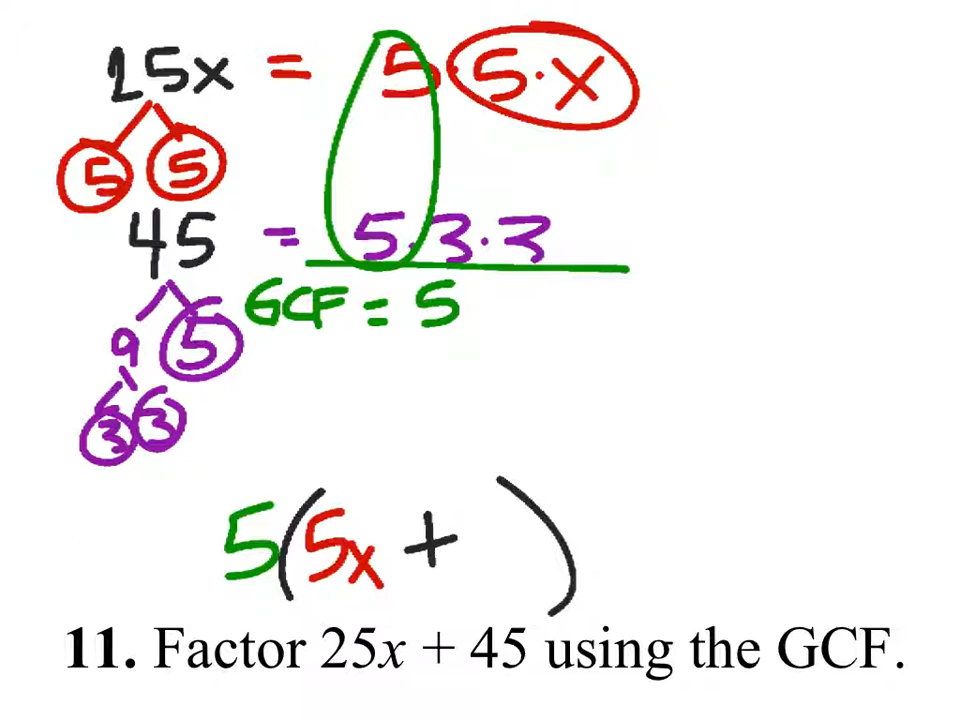 25x = 5·5·x
5 5
45 = 5·3·3
GCF = 5
9 5
3 3
5(5x + )
11. Factor 25x + 45 using the GCF.